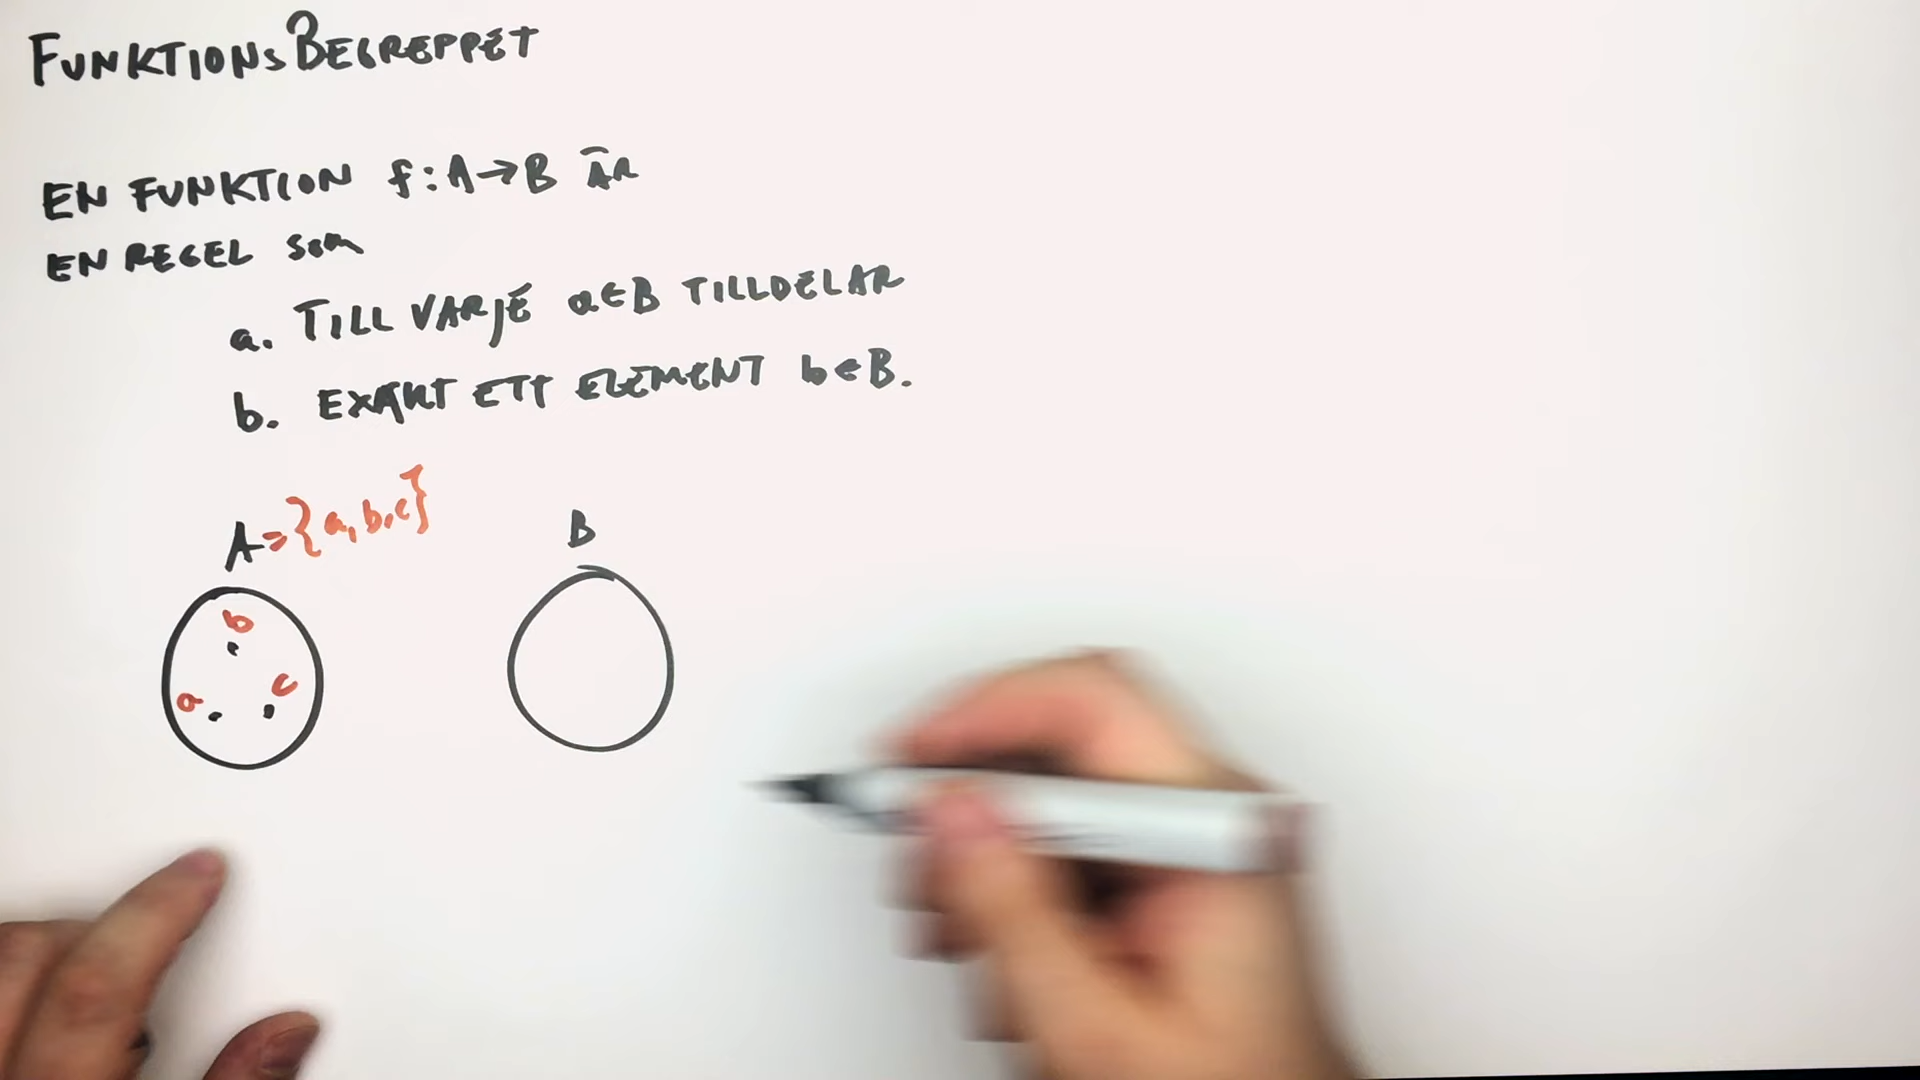 FUNKTIONSBEGREPPET
EN FUNKTION f: A→B ÄR
EN REGEL SOM
a. TILL VARJE a∈B TILLDELAR
b. EXAKT ETT ELEMENT b∈B.
A={a, b, c}
B
b
a
c